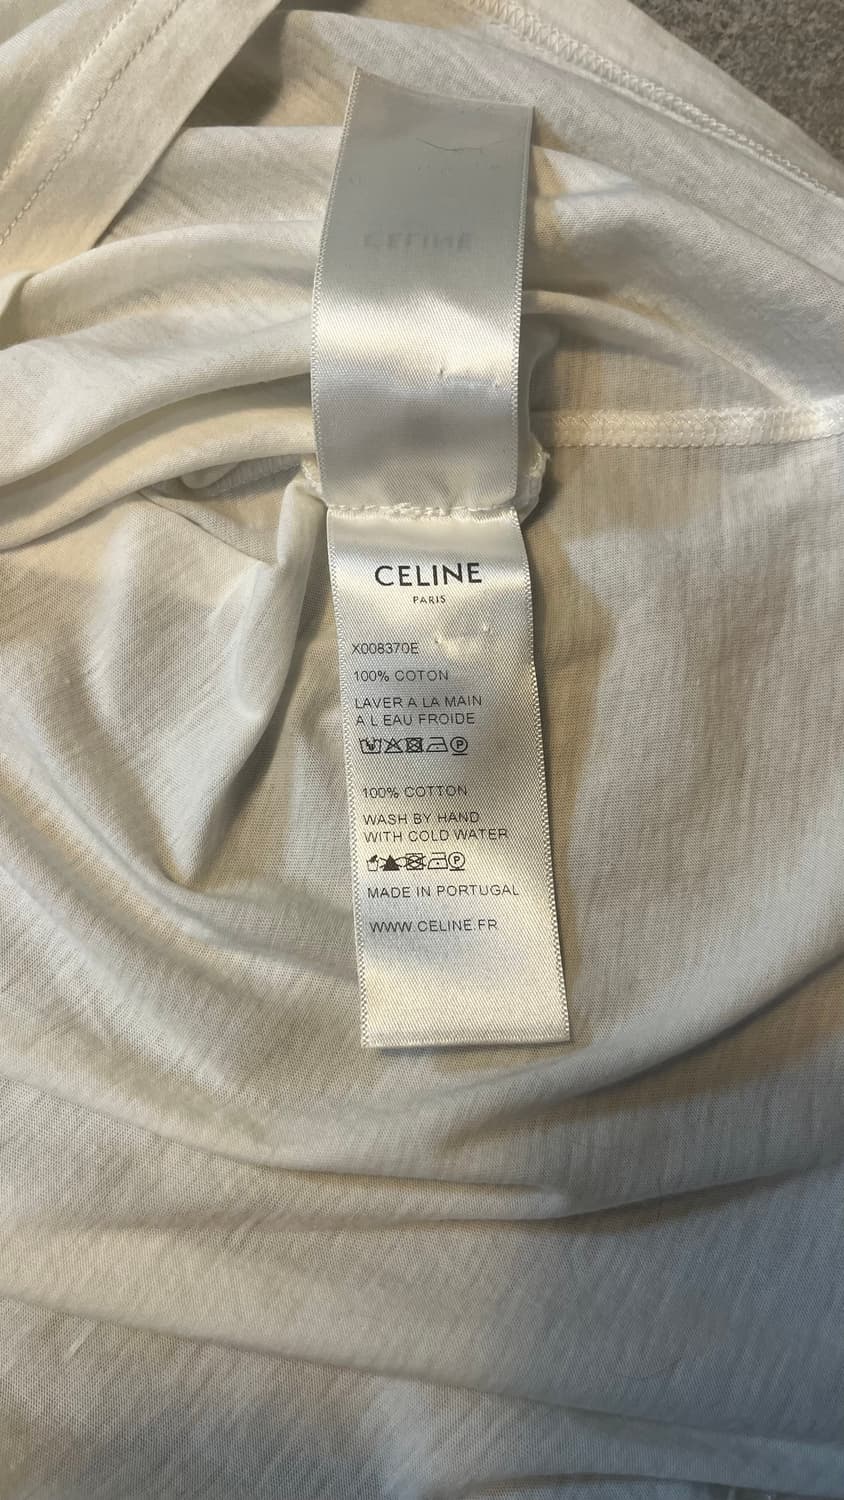 CELINE
CELINE
PARIS
X008370E
100% COTON
LAVER A LA MAIN
A L EAU FROIDE
P
100% COTTON
WASH BY HAND
WITH COLD WATER
P
MADE IN PORTUGAL
WWW.CELINE.FR